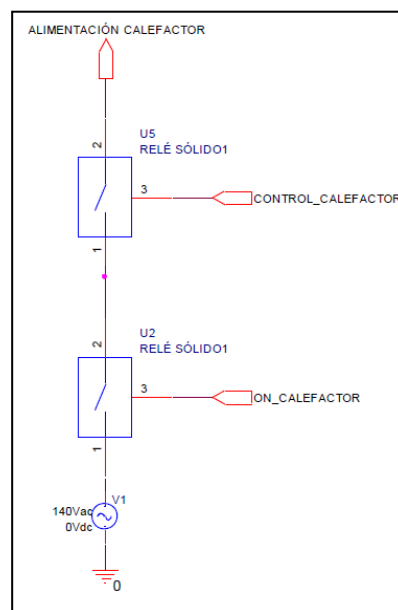 ALIMENTACIÓN CALEFACTOR
2
U5
RELÉ SÓLIDO1
3
CONTROL_CALEFACTOR
1
2
U2
RELÉ SÓLIDO1
3
ON_CALEFACTOR
1
V1
140Vac
0Vdc
0